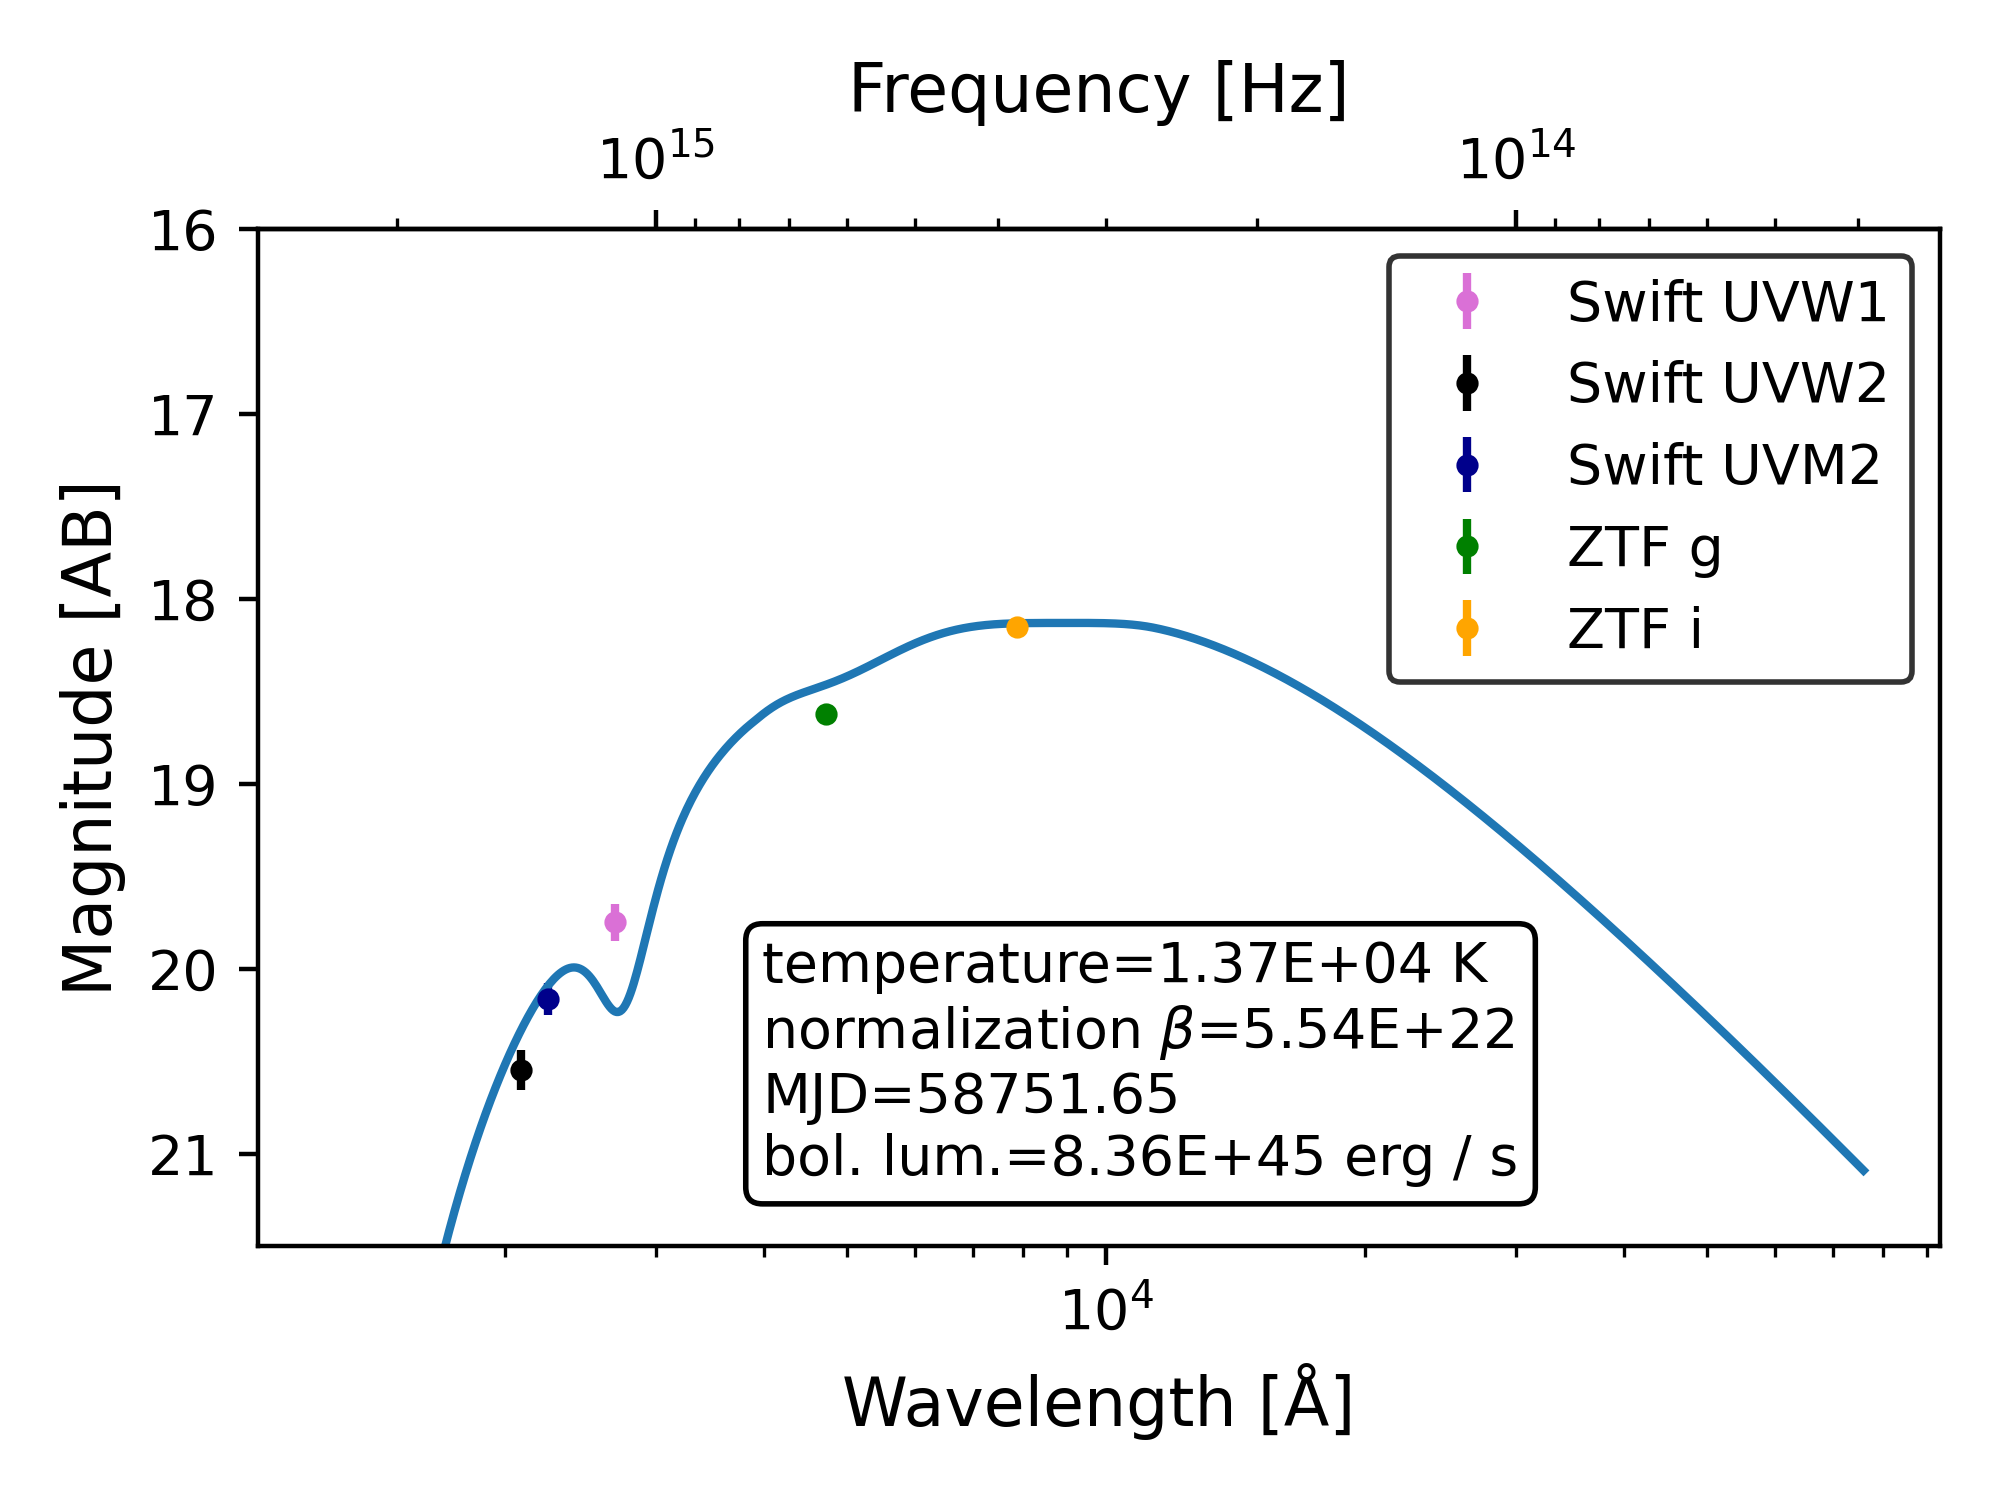 Frequency [Hz]
10^15 10^14
16
17
18
19
20
21
Magnitude [AB]
Swift UVW1
Swift UVW2
Swift UVM2
ZTF g
ZTF i
temperature=1.37E+04 K
normalization β=5.54E+22
MJD=58751.65
bol. lum.=8.36E+45 erg / s
10^4
Wavelength [Å]